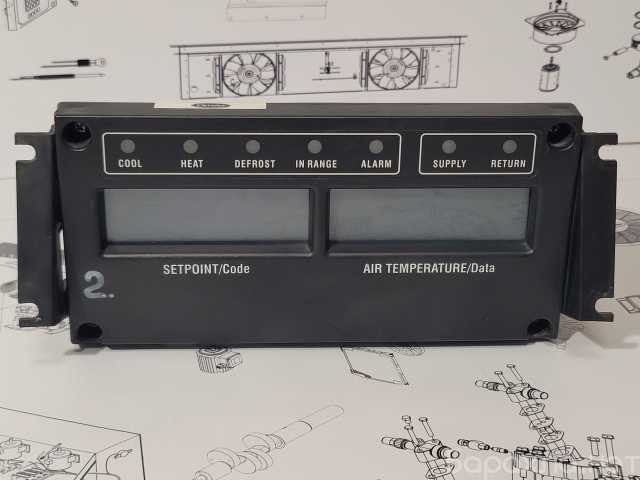 COOL HEAT DEFROST IN RANGE ALARM SUPPLY RETURN
SETPOINT/Code AIR TEMPERATURE/Data
2..